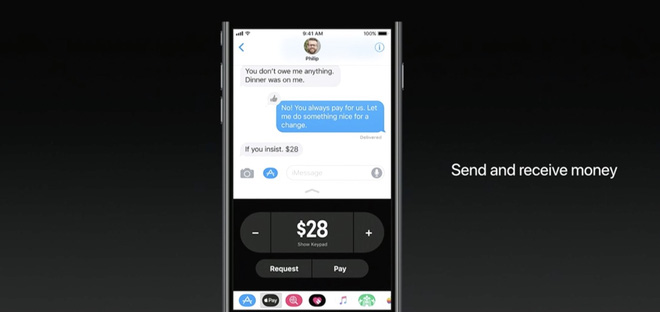 9:41 AM
100%
Philip
You don't owe me anything.
Dinner was on me.
No! You always pay for us. Let
me do something nice for a
change.
Delivered
If you insist. $28
iMessage
Send and receive money
$28
Show Keypad
Request
Pay
Pay